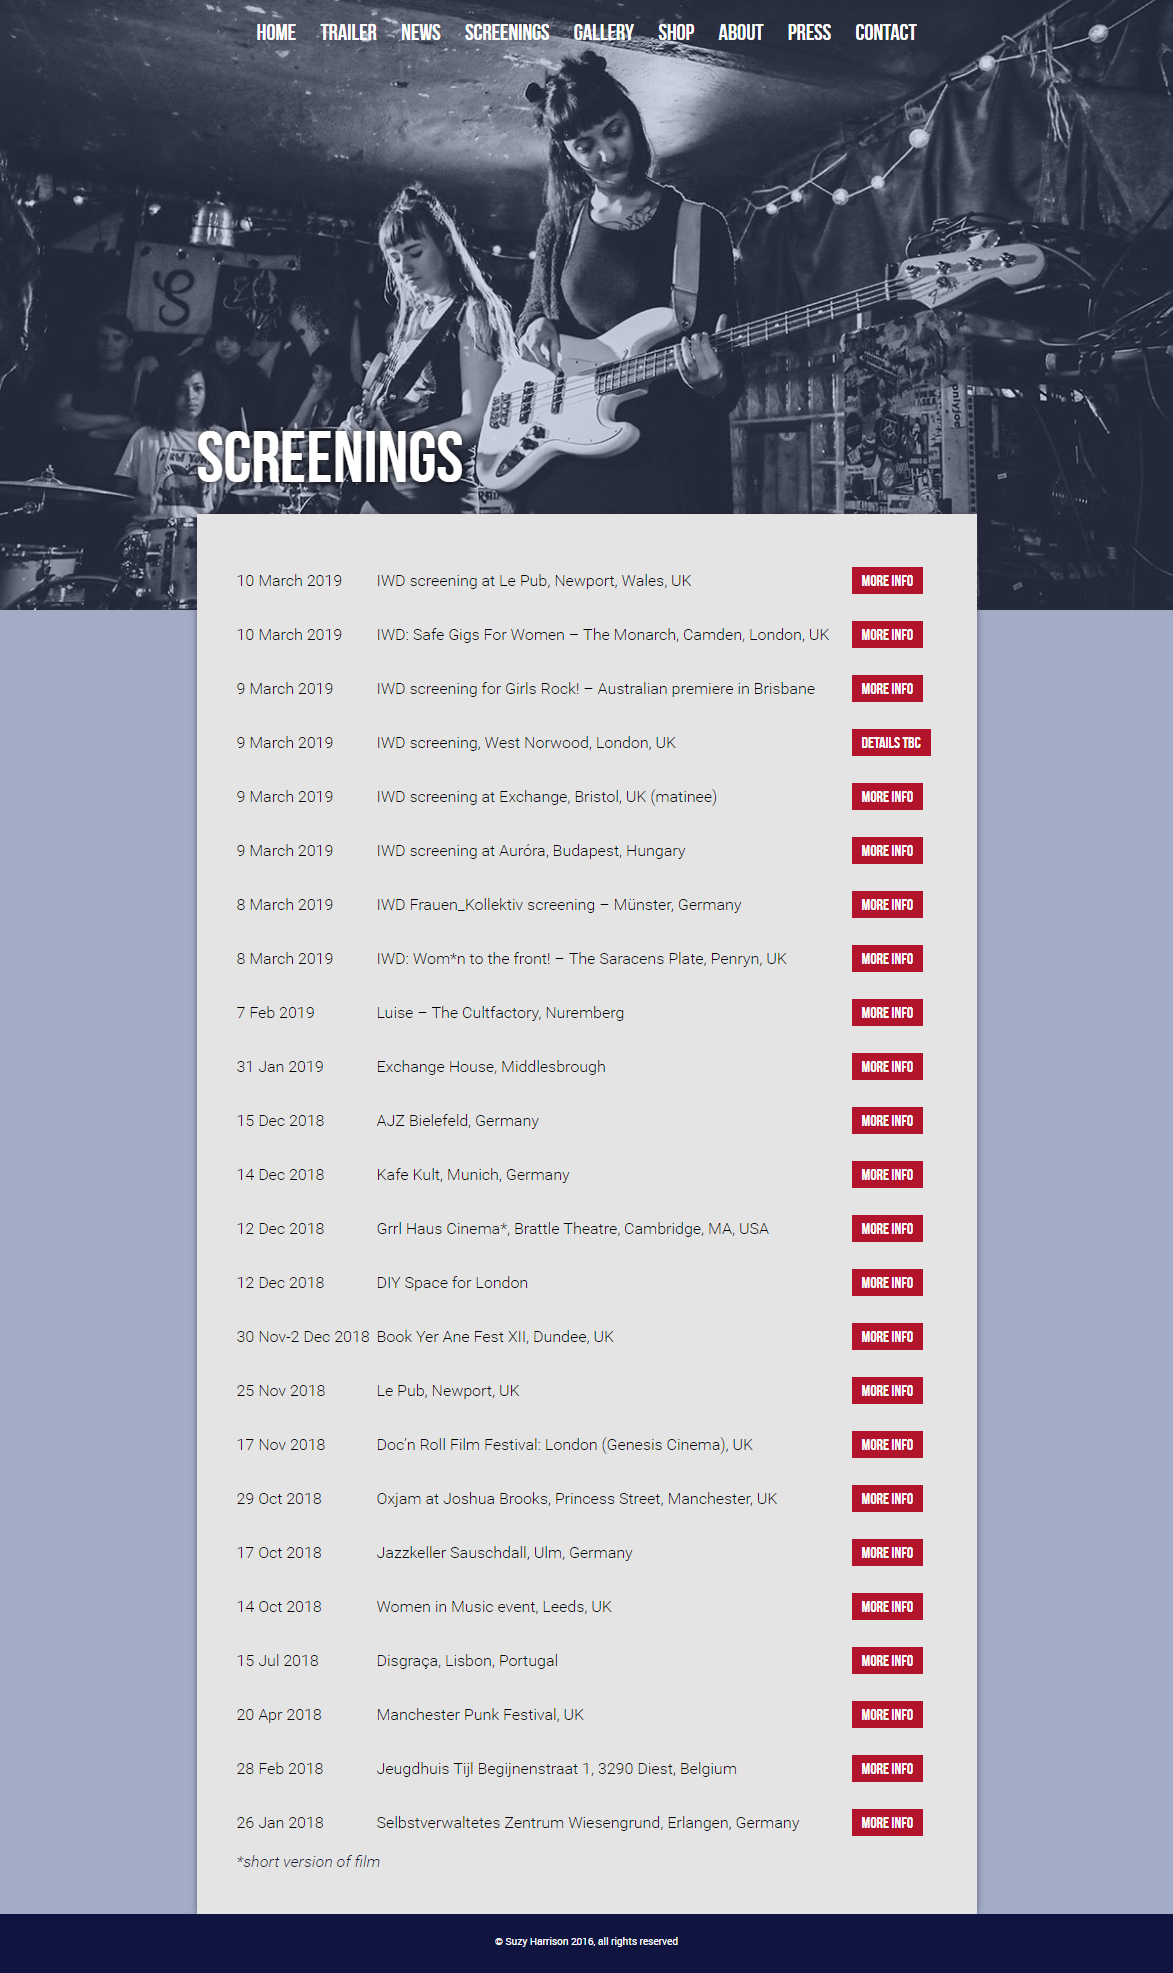 HOME TRAILER NEWS SCREENINGS GALLERY SHOP ABOUT PRESS CONTACT
onlyjoe
SCREENINGS
10 March 2019 IWD screening at Le Pub, Newport, Wales, UK MORE INFO
10 March 2019 IWD: Safe Gigs For Women – The Monarch, Camden, London, UK MORE INFO
9 March 2019 IWD screening for Girls Rock! – Australian premiere in Brisbane MORE INFO
9 March 2019 IWD screening, West Norwood, London, UK DETAILS TBC
9 March 2019 IWD screening at Exchange, Bristol, UK (matinee) MORE INFO
9 March 2019 IWD screening at Auróra, Budapest, Hungary MORE INFO
8 March 2019 IWD Frauen_Kollektiv screening – Münster, Germany MORE INFO
8 March 2019 IWD: Wom*n to the front! – The Saracens Plate, Penryn, UK MORE INFO
7 Feb 2019 Luise – The Cultfactory, Nuremberg MORE INFO
31 Jan 2019 Exchange House, Middlesbrough MORE INFO
15 Dec 2018 AJZ Bielefeld, Germany MORE INFO
14 Dec 2018 Kafe Kult, Munich, Germany MORE INFO
12 Dec 2018 Grrl Haus Cinema*, Brattle Theatre, Cambridge, MA, USA MORE INFO
12 Dec 2018 DIY Space for London MORE INFO
30 Nov-2 Dec 2018 Book Yer Ane Fest XII, Dundee, UK MORE INFO
25 Nov 2018 Le Pub, Newport, UK MORE INFO
17 Nov 2018 Doc’n Roll Film Festival: London (Genesis Cinema), UK MORE INFO
29 Oct 2018 Oxjam at Joshua Brooks, Princess Street, Manchester, UK MORE INFO
17 Oct 2018 Jazzkeller Sauschdall, Ulm, Germany MORE INFO
14 Oct 2018 Women in Music event, Leeds, UK MORE INFO
15 Jul 2018 Disgraça, Lisbon, Portugal MORE INFO
20 Apr 2018 Manchester Punk Festival, UK MORE INFO
28 Feb 2018 Jeugdhuis Tijl Begijnenstraat 1, 3290 Diest, Belgium MORE INFO
26 Jan 2018 Selbstverwaltetes Zentrum Wiesengrund, Erlangen, Germany MORE INFO
*short version of film
© Suzy Harrison 2016, all rights reserved